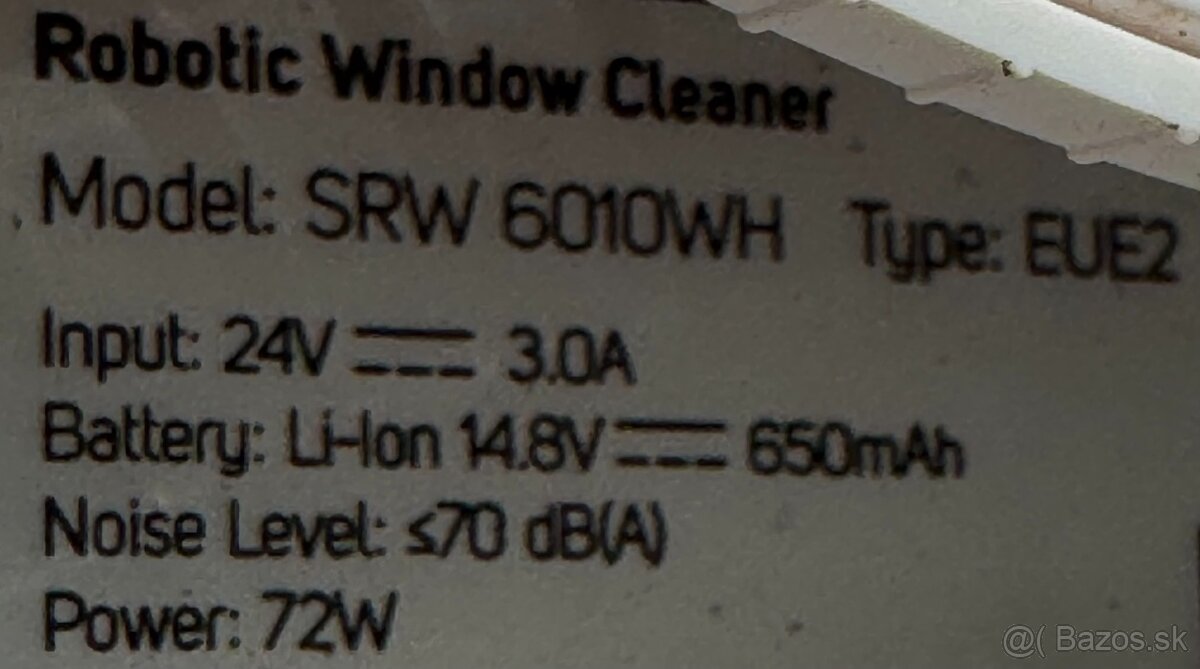 Robotic Window Cleaner
Model: SRW 6010WH Type: EUE2
Input: 24V ⎓ 3.0A
Battery: Li-Ion 14.8V ⎓ 650mAh
Noise Level: ≤70 dB(A)
Power: 72W
@( Bazos.sk